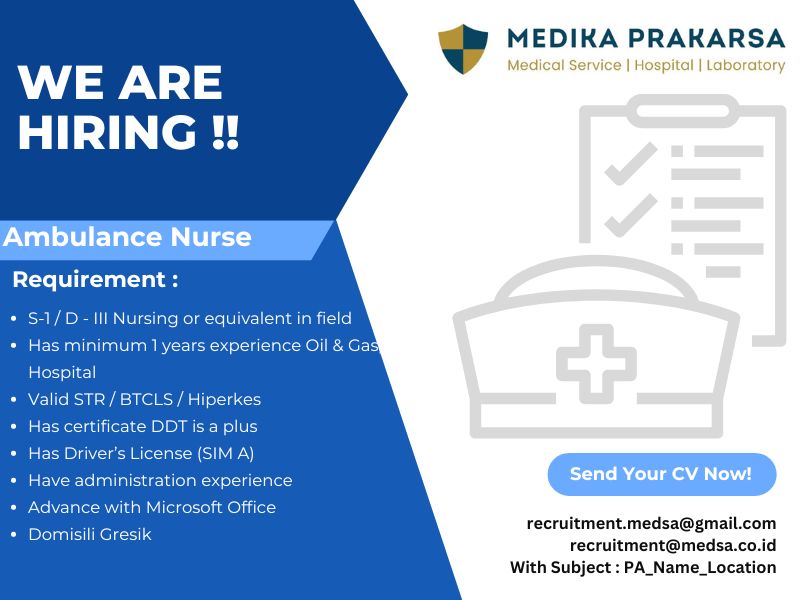 MEDIKA PRAKARSA
Medical Service | Hospital | Laboratory
WE ARE
HIRING !!
Ambulance Nurse
Requirement :
• S-1 / D - III Nursing or equivalent in field
• Has minimum 1 years experience Oil & Gas,
Hospital
• Valid STR / BTCLS / Hiperkes
• Has certificate DDT is a plus
• Has Driver’s License (SIM A)
• Have administration experience
• Advance with Microsoft Office
• Domisili Gresik
Send Your CV Now!
recruitment.medsa@gmail.com
recruitment@medsa.co.id
With Subject : PA_Name_Location